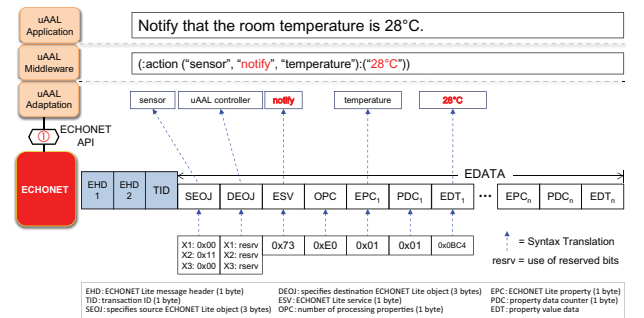 uAAL
Application
Notify that the room temperature is 28°C.
uAAL
Middleware
(:action (“sensor”, “notify”, “temperature”):(“28°C”))
uAAL
Adaptation
sensor
uAAL controller
notify
temperature
28°C
①
ECHONET
API
ECHONET
EDATA
EHD
1
EHD
2
TID
SEOJ
DEOJ
ESV
OPC
EPC1
PDC1
EDT1
...
EPCn
PDCn
EDTn
X1: 0x00
X2: 0x11
X3: 0x00
X1: resrv
X2: resrv
X3: rserv
0x73
0xE0
0x01
0x01
0x0BC4
= Syntax Translation
resrv = use of reserved bits
EHD: ECHONET Lite message header (1 byte)
TID: transaction ID (1 byte)
SEOJ: specifies source ECHONET Lite object (3 bytes)
DEOJ: specifies destination ECHONET Lite object (3 bytes)
ESV: ECHONET Lite service (1 byte)
OPC: number of processing properties (1 byte)
EPC: ECHONET Lite property (1 byte)
PDC: property data counter (1 byte)
EDT: property value data